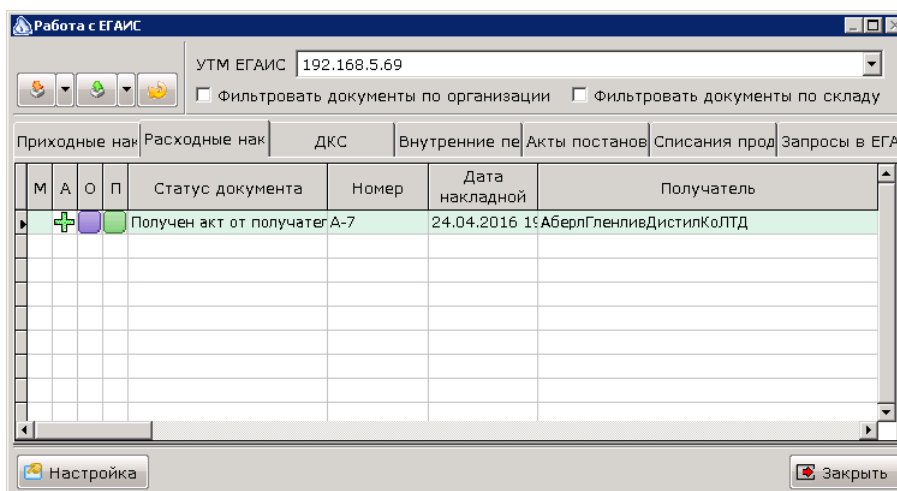 Работа с ЕГАИС
УТМ ЕГАИС 192.168.5.69
Фильтровать документы по организации Фильтровать документы по складу
Приходные нак Расходные нак ДКС Внутренние пе Акты постанов Списания прод Запросы в ЕГА
М А О П Статус документа Номер Дата накладной Получатель
Получен акт от получател А-7 24.04.2016 19 АберлГленливДистилКоЛТД
Настройка Закрыть